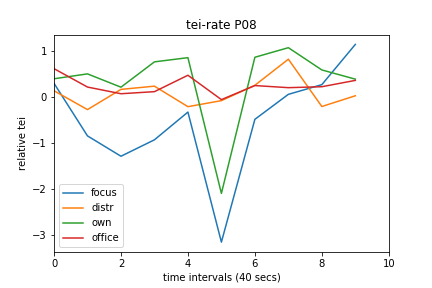 tei-rate P08
relative tei
1
0
−1
−2
−3
focus
distr
own
office
0
2
4
6
8
10
time intervals (40 secs)